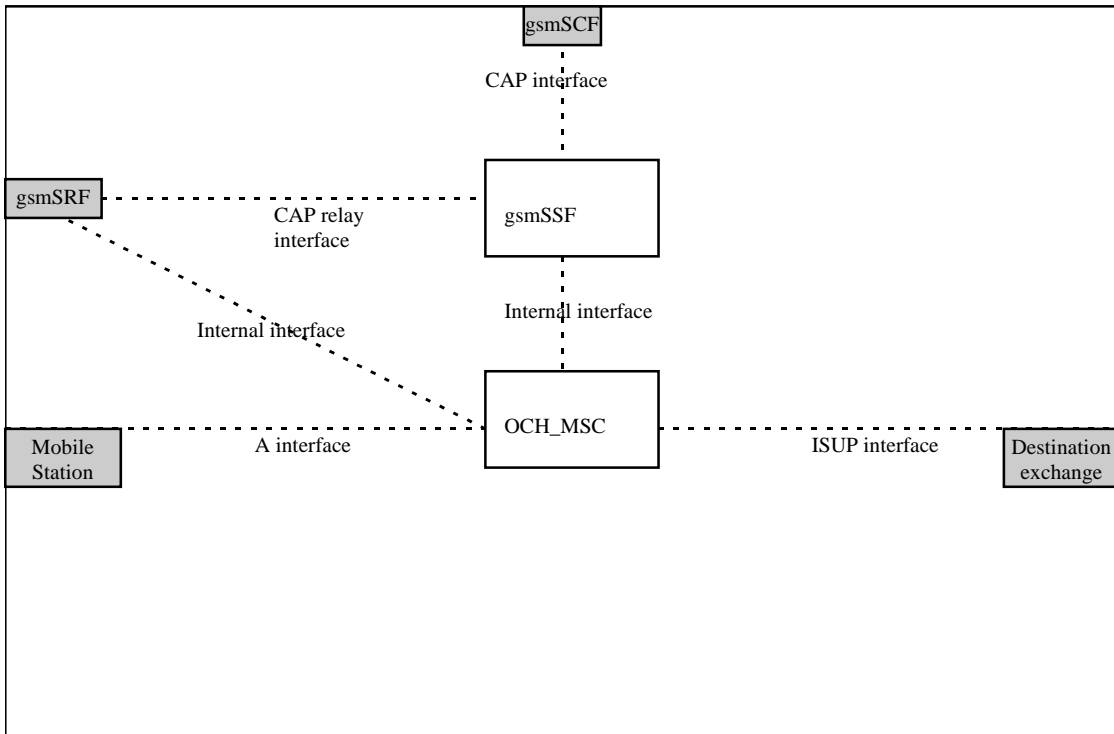 gsmSCF
CAP interface
gsmSRF
CAP relay
interface
gsmSSF
Internal interface
Internal interface
OCH_MSC
Mobile
Station
A interface
ISUP interface
Destination
exchange